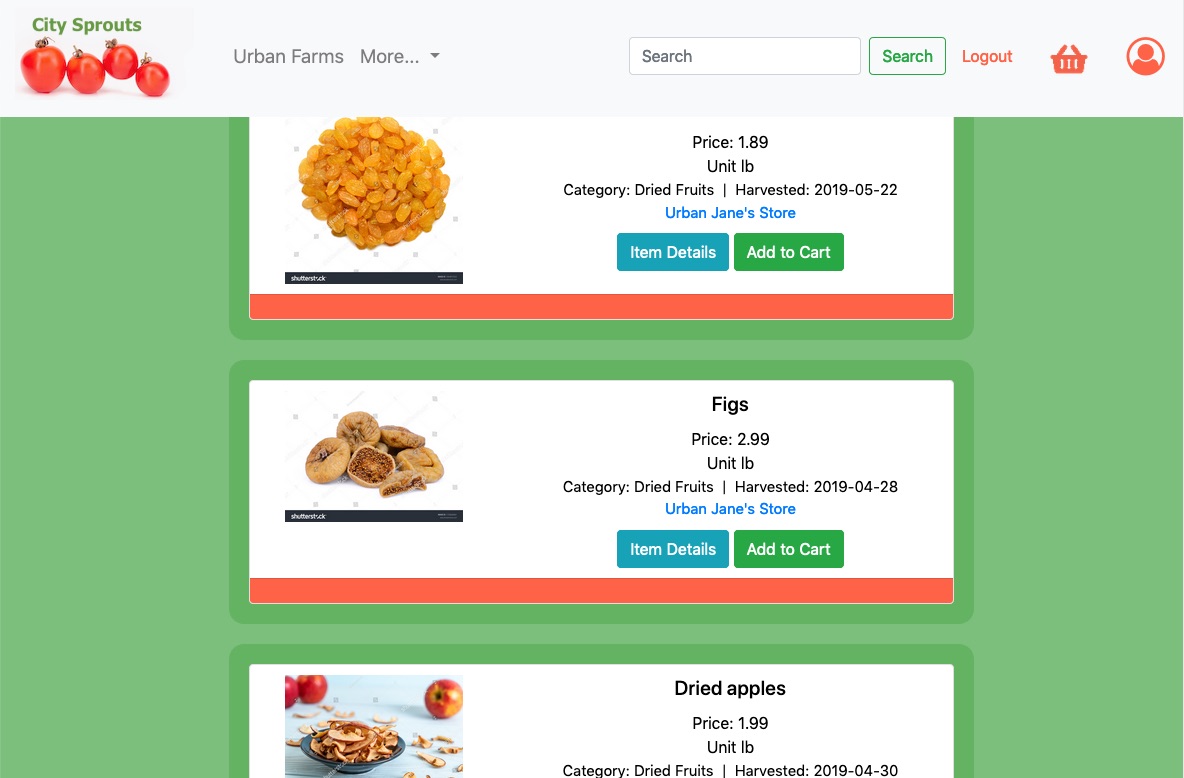 City Sprouts
Urban Farms More...
Search
Search
Logout
Price: 1.89
Unit lb
Category: Dried Fruits | Harvested: 2019-05-22
Urban Jane's Store
Item Details
Add to Cart
shutterstock
Figs
Price: 2.99
Unit lb
Category: Dried Fruits | Harvested: 2019-04-28
Urban Jane's Store
Item Details
Add to Cart
shutterstock
Dried apples
Price: 1.99
Unit lb
Category: Dried Fruits | Harvested: 2019-04-30